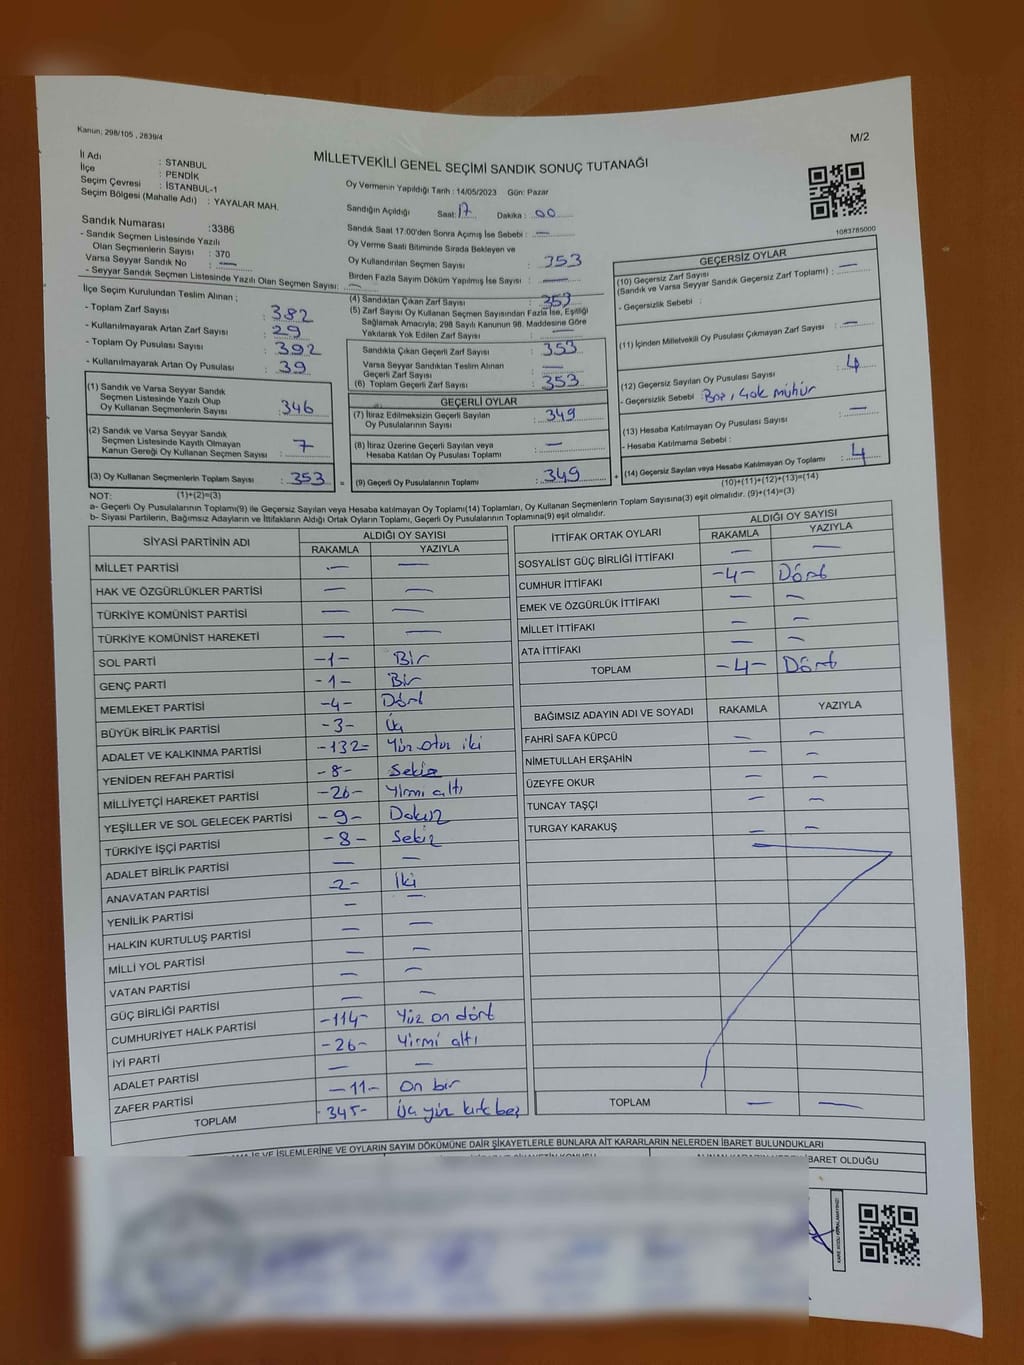 Kanun; 298/105 , 2839/4
M/2
MİLLETVEKİLİ GENEL SEÇİMİ SANDIK SONUÇ TUTANAĞI
İl Adı : STANBUL
İlçe : PENDİK
Seçim Çevresi : İSTANBUL-1
Seçim Bölgesi (Mahalle Adı) : YAYALAR MAH.
Sandık Numarası :3386
- Sandık Seçmen Listesinde Yazılı
Olan Seçmenlerin Sayısı : 370
Varsa Seyyar Sandık No : —
- Seyyar Sandık Seçmen Listesinde Yazılı Olan Seçmen Sayısı: —
İlçe Seçim Kurulundan Teslim Alınan ;
- Toplam Zarf Sayısı : 382
- Kullanılmayarak Artan Zarf Sayısı : 29
- Toplam Oy Pusulası Sayısı : 392
- Kullanılmayarak Artan Oy Pusulası : 39
(1) Sandık ve Varsa Seyyar Sandık
Seçmen Listesinde Yazılı Olup
Oy Kullanan Seçmenlerin Sayısı : 346
(2) Sandık ve Varsa Seyyar Sandık
Seçmen Listesinde Kayıtlı Olmayan
Kanun Gereği Oy Kullanan Seçmen Sayısı : 7
(3) Oy Kullanan Seçmenlerin Toplam Sayısı : 353
(1)+(2)=(3)
Oy Vermenin Yapıldığı Tarih : 14/05/2023 Gün: Pazar
Sandığın Açıldığı Saat: 17 Dakika : 00
Sandık Saat 17.00'den Sonra Açılmış İse Sebebi : —
Oy Verme Saati Bitiminde Sırada Bekleyen ve
Oy Kullandırılan Seçmen Sayısı : 353
Birden Fazla Sayım Döküm Yapılmış İse Sayısı : —
(4) Sandıktan Çıkan Zarf Sayısı : 353
(5) Zarf Sayısı Oy Kullanan Seçmen Sayısından Fazla İse, Eşitliği
Sağlamak Amacıyla; 298 Sayılı Kanunun 98. Maddesine Göre
Yakılarak Yok Edilen Zarf Sayısı : —
Sandıkta Çıkan Geçerli Zarf Sayısı : 353
Varsa Seyyar Sandıktan Teslim Alınan
Geçerli Zarf Sayısı : —
(6) Toplam Geçerli Zarf Sayısı : 353
GEÇERLİ OYLAR
(7) İtiraz Edilmeksizin Geçerli Sayılan
Oy Pusulalarının Sayısı : 349
(8) İtiraz Üzerine Geçerli Sayılan veya
Hesaba Katılan Oy Pusulası Toplamı : —
= (9) Geçerli Oy Pusulalarının Toplamı : 349
1083785000
GEÇERSİZ OYLAR
(10) Geçersiz Zarf Sayısı
(Sandık ve Varsa Seyyar Sandık Geçersiz Zarf Toplamı) : —
- Geçersizlik Sebebi :
(11) İçinden Milletvekili Oy Pusulası Çıkmayan Zarf Sayısı : —
(12) Geçersiz Sayılan Oy Pusulası Sayısı : 4
- Geçersizlik Sebebi : Boş, çok mühür
(13) Hesaba Katılmayan Oy Pusulası Sayısı : —
- Hesaba Katılmama Sebebi :
+ (14) Geçersiz Sayılan veya Hesaba Katılmayan Oy Toplamı : 4
(10)+(11)+(12)+(13)=(14)
NOT:
a- Geçerli Oy Pusulalarının Toplamı(9) ile Geçersiz Sayılan veya Hesaba Katılmayan Oy Toplamı(14) Toplamları, Oy Kullanan Seçmenlerin Toplam Sayısına(3) eşit olmalıdır. (9)+(14)=(3)
b- Siyasi Partilerin, Bağımsız Adayların ve İttifakların Aldığı Ortak Oyların Toplamı, Geçerli Oy Pusulalarının Toplamına(9) eşit olmalıdır.
SİYASİ PARTİNİN ADI ALDIĞI OY SAYISI
RAKAMLA YAZIYLA
MİLLET PARTİSİ — —
HAK VE ÖZGÜRLÜKLER PARTİSİ — —
TÜRKİYE KOMÜNİST PARTİSİ — —
TÜRKİYE KOMÜNİST HAREKETİ — —
SOL PARTİ -1- Bir
GENÇ PARTİ -1- Bir
MEMLEKET PARTİSİ -4- Dört
BÜYÜK BİRLİK PARTİSİ -3- Üç
ADALET VE KALKINMA PARTİSİ -132- Yüz otuz iki
YENİDEN REFAH PARTİSİ -8- Sekiz
MİLLİYETÇİ HAREKET PARTİSİ -26- Yirmi altı
YEŞİLLER VE SOL GELECEK PARTİSİ -9- Dokuz
TÜRKİYE İŞÇİ PARTİSİ -8- Sekiz
ADALET BİRLİK PARTİSİ — —
ANAVATAN PARTİSİ -2- İki
YENİLİK PARTİSİ — —
HALKIN KURTULUŞ PARTİSİ — —
MİLLİ YOL PARTİSİ — —
VATAN PARTİSİ — —
GÜÇ BİRLİĞİ PARTİSİ — —
CUMHURİYET HALK PARTİSİ -114- Yüz on dört
İYİ PARTİ -26- Yirmi altı
ADALET PARTİSİ — —
ZAFER PARTİSİ -11- On bir
TOPLAM -345- Üç yüz kırk beş
İTTİFAK ORTAK OYLARI ALDIĞI OY SAYISI
RAKAMLA YAZIYLA
SOSYALİST GÜÇ BİRLİĞİ İTTİFAKI — —
CUMHUR İTTİFAKI -4- Dört
EMEK VE ÖZGÜRLÜK İTTİFAKI — —
MİLLET İTTİFAKI — —
ATA İTTİFAKI — —
TOPLAM -4- Dört
BAĞIMSIZ ADAYIN ADI VE SOYADI RAKAMLA YAZIYLA
FAHRİ SAFA KÜPCÜ — —
NİMETULLAH ERŞAHİN — —
ÜZEYFE OKUR — —
TUNCAY TAŞÇI — —
TURGAY KARAKUŞ — —
TOPLAM — —
İŞ VE İŞLEMLERİNE VE OYLARIN SAYIM DÖKÜMÜNE DAİR ŞİKAYETLERLE BUNLARA AİT KARARLARIN NELERDEN İBARET BULUNDUKLARI
İBARET OLDUĞU